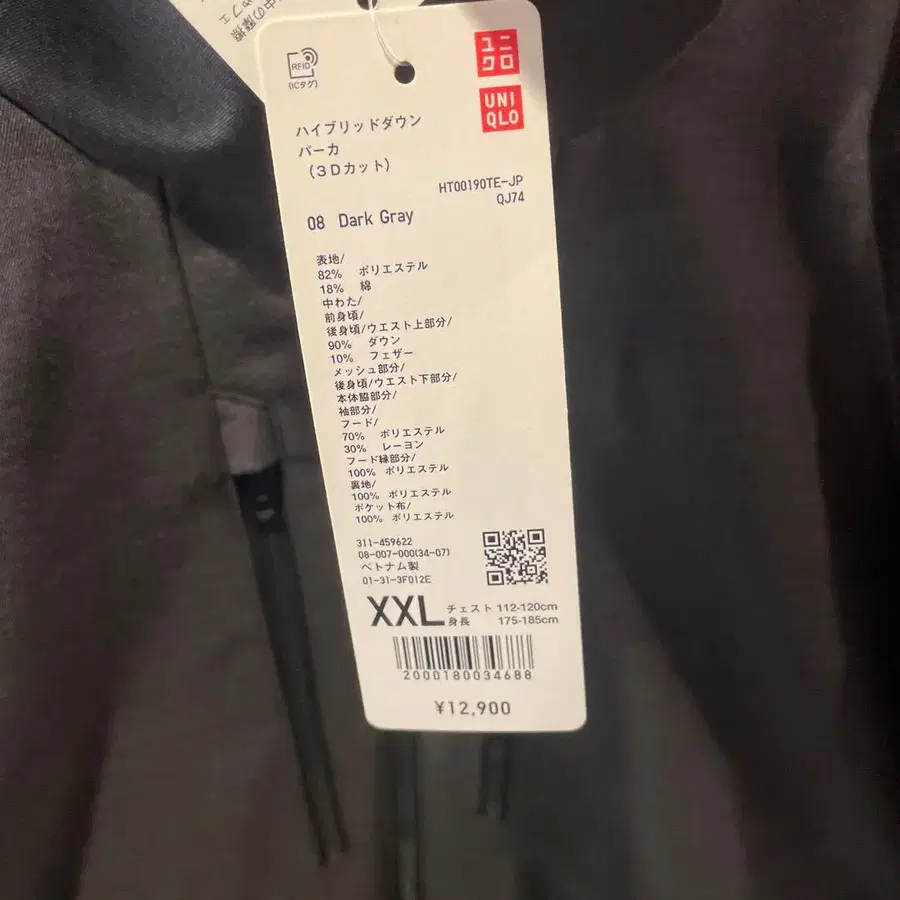 中の摩擦
RFID
(ICタグ)
ユニ
クロ
UNI
QLO
ハイブリッドダウン
パーカ
(3Dカット)
HT00190TE-JP
QJ74
08 Dark Gray
表地/
82% ポリエステル
18% 綿
中わた/
前身頃/
後身頃/ウエスト上部分/
90% ダウン
10% フェザー
メッシュ部分/
後身頃/ウエスト下部分/
本体脇部分/
袖部分/
フード/
70% ポリエステル
30% レーヨン
フード縁部分/
100% ポリエステル
裏地/
100% ポリエステル
ポケット布/
100% ポリエステル
311-459622
08-007-000(34-07)
ベトナム製
01-31-3F012E
XXL チェスト 112-120cm
身長 175-185cm
2000180034688
¥12,900